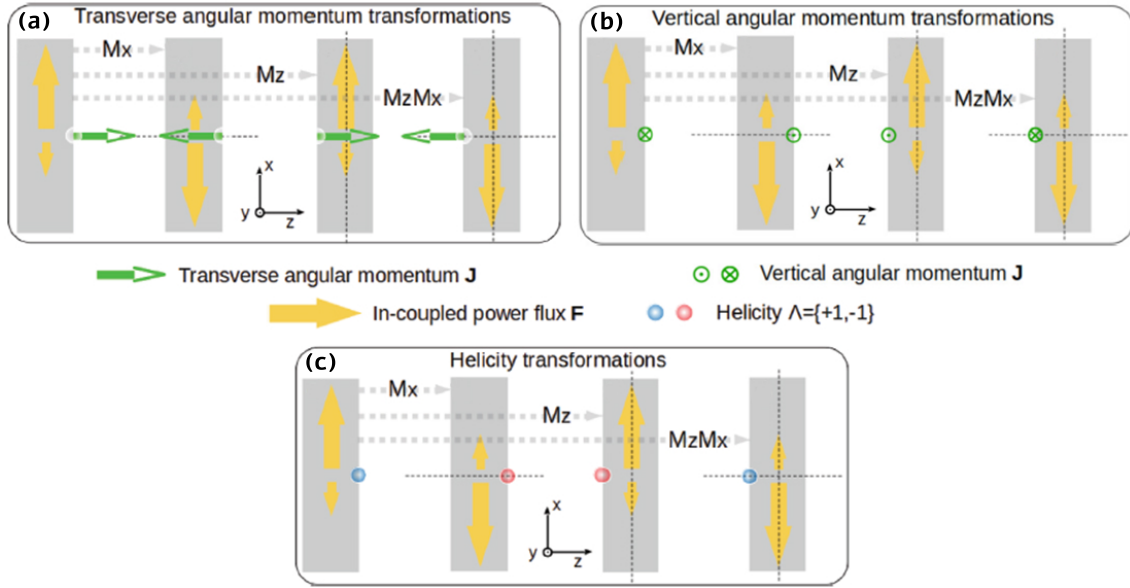 (a) Transverse angular momentum transformations
Mx
Mz
MzMx
x
y
z
(b) Vertical angular momentum transformations
Mx
Mz
MzMx
x
y
z
Transverse angular momentum J
Vertical angular momentum J
In-coupled power flux F
Helicity Λ={+1,-1}
(c) Helicity transformations
Mx
Mz
MzMx
x
y
z